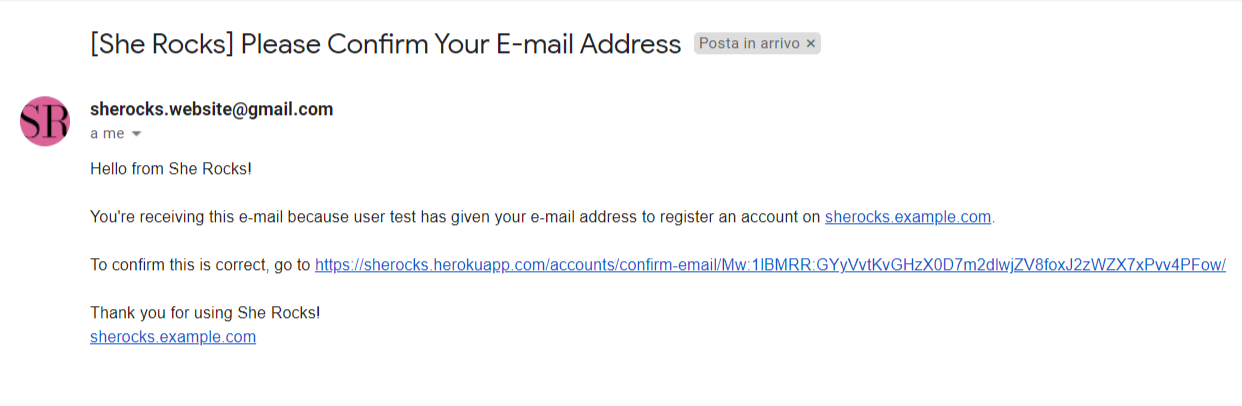 [She Rocks] Please Confirm Your E-mail Address Posta in arrivo ×
SR
sherocks.website@gmail.com
a me
Hello from She Rocks!
You're receiving this e-mail because user test has given your e-mail address to register an account on sherocks.example.com.
To confirm this is correct, go to https://sherocks.herokuapp.com/accounts/confirm-email/Mw:1lBMRR:GYyVvtKvGHzX0D7m2dlwjZV8foxJ2zWZX7xPvv4PFow/
Thank you for using She Rocks!
sherocks.example.com